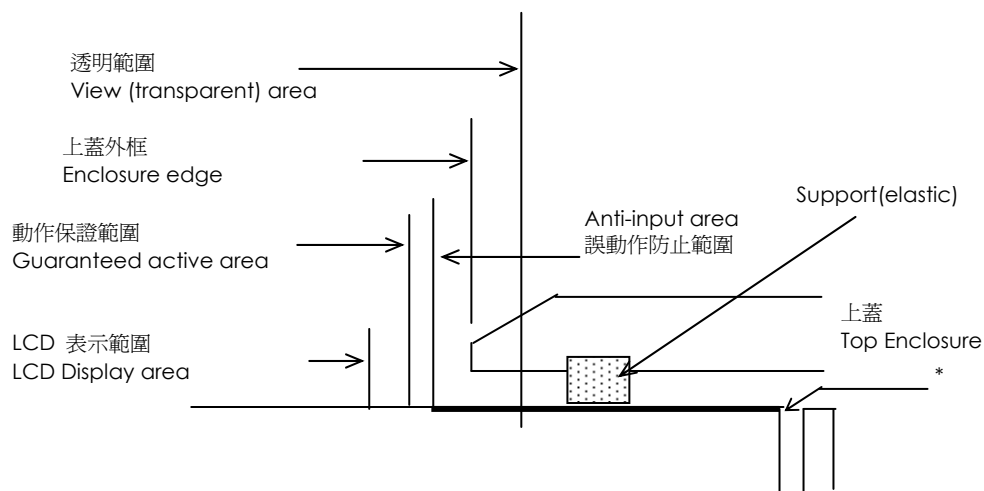 透明範圍
View (transparent) area
上蓋外框
Enclosure edge
Support(elastic)
動作保證範圍
Guaranteed active area
Anti-input area
誤動作防止範圍
LCD 表示範圍
LCD Display area
上蓋
Top Enclosure
*